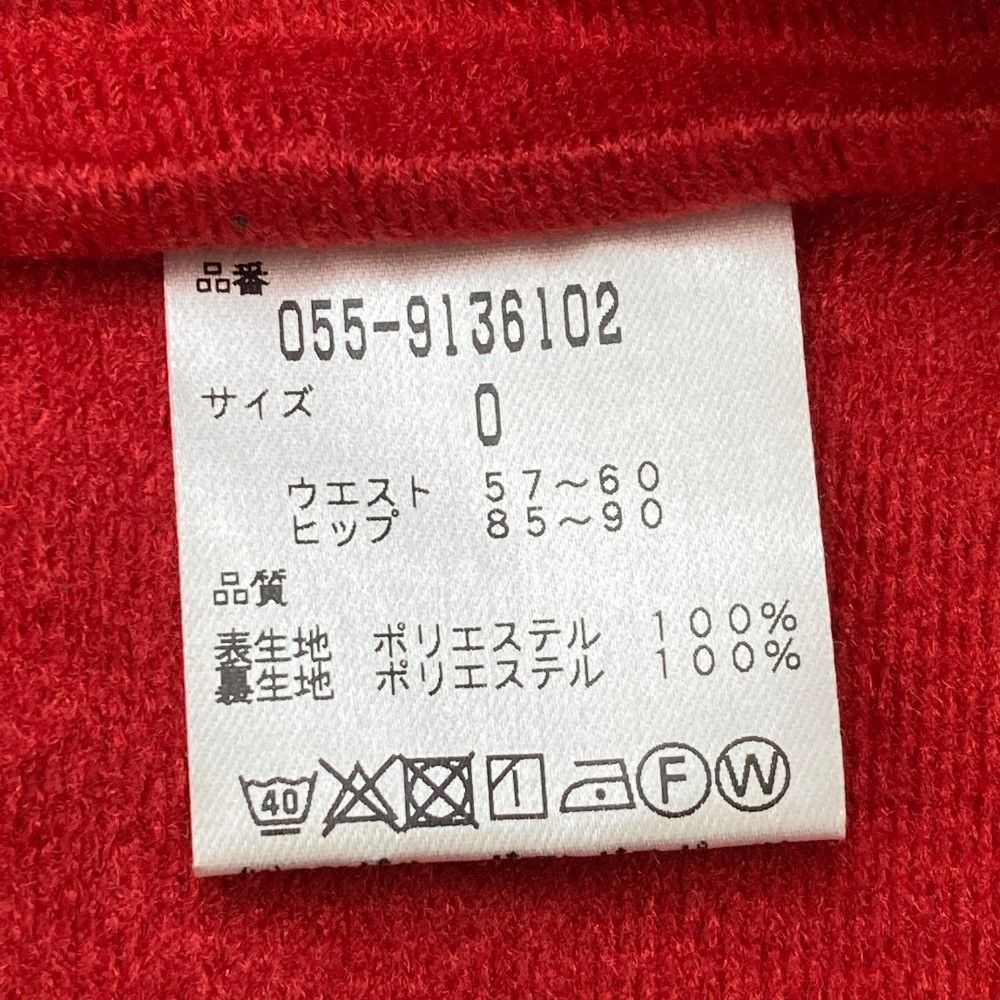 品番
055-9136102
サイズ 0
ウエスト 57～60
ヒップ 85～90
品質
表生地 ポリエステル 100%
裏生地 ポリエステル 100%
40 F W